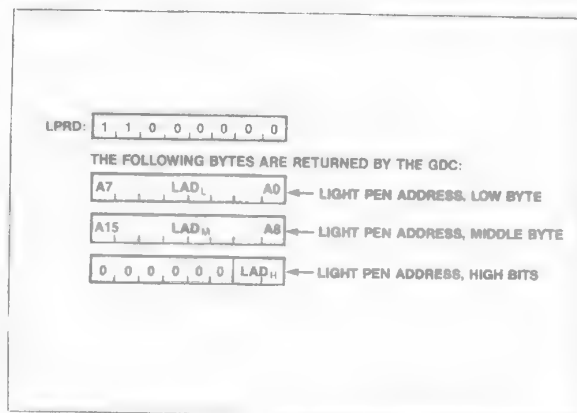 LPRD: 1 1 0 0 0 0 0 0
THE FOLLOWING BYTES ARE RETURNED BY THE GDC:
A7 LADL A0 LIGHT PEN ADDRESS, LOW BYTE
A15 LADM A8 LIGHT PEN ADDRESS, MIDDLE BYTE
0 0 0 0 0 0 LADH LIGHT PEN ADDRESS, HIGH BITS